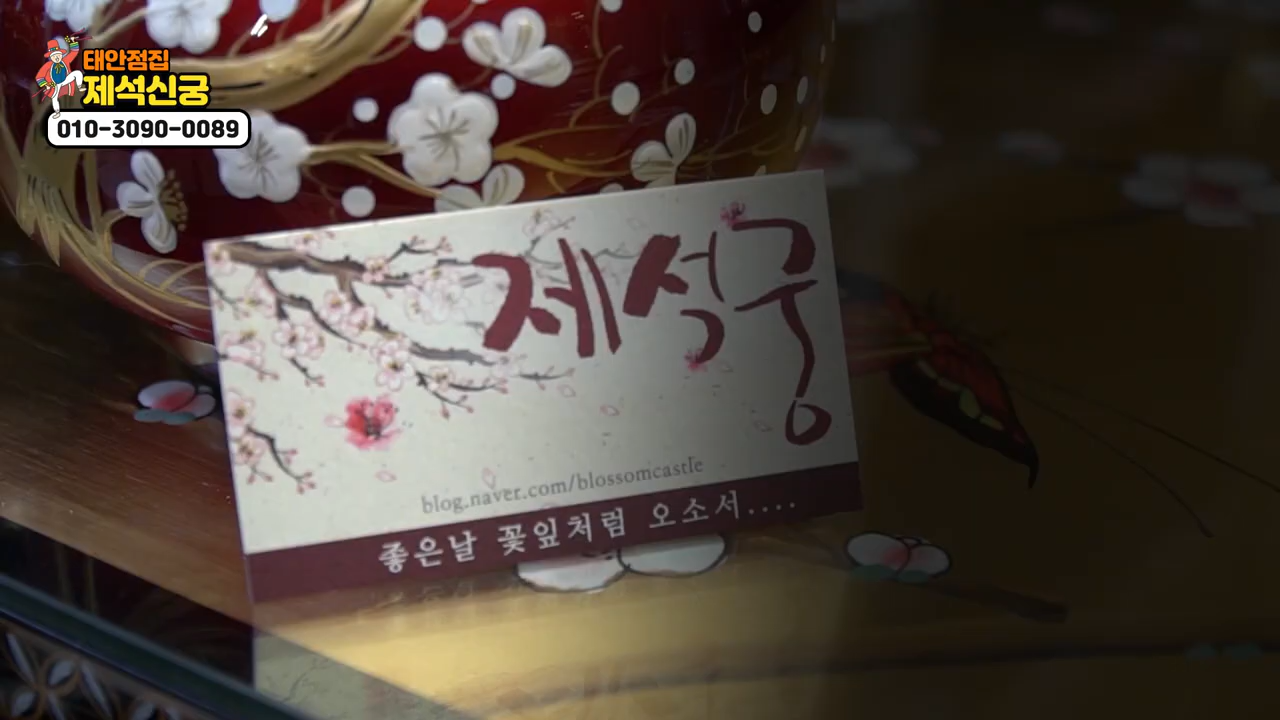 태안점집
제석신궁
010-3090-0089
제석궁
blog.naver.com/blossomcastle
좋은날 꽃잎처럼 오소서....